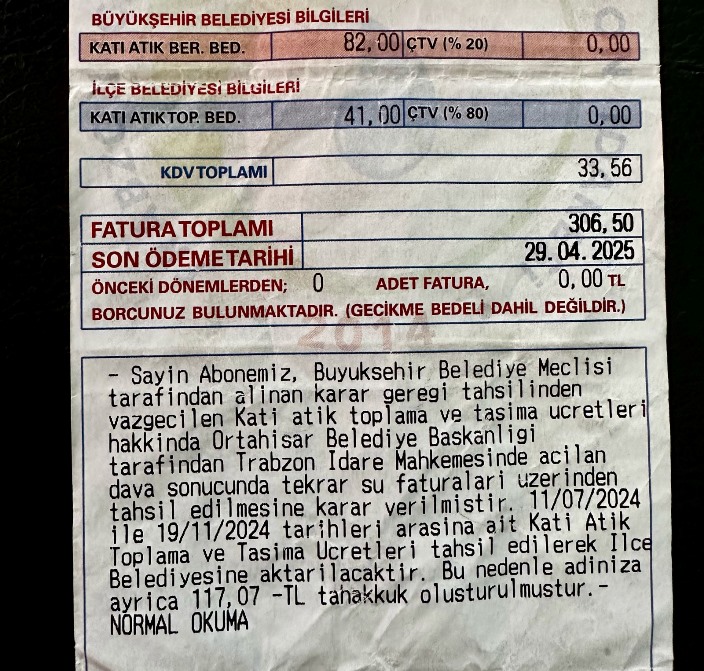 BÜYÜKŞEHİR BELEDİYESİ BİLGİLERİ
KATI ATIK BER. BED. 82,00 ÇTV (% 20) 0,00
İLÇE BELEDİYESİ BİLGİLERİ
KATI ATIK TOP. BED. 41,00 ÇTV (% 80) 0,00
KDV TOPLAMI 33,56
FATURA TOPLAMI 306,50
SON ÖDEME TARİHİ 29.04.2025
ÖNCEKİ DÖNEMLERDEN; 0 ADET FATURA, 0,00 TL
BORCUNUZ BULUNMAKTADIR. (GECİKME BEDELİ DAHİL DEĞİLDİR.)
2014
- Sayin Abonemiz, Buyuksehir Belediye Meclisi
tarafindan alinan karar geregi tahsilinden
vazgecilen Kati atik toplama ve tasima ucretleri
hakkinda Ortahisar Belediye Baskanligi
tarafindan Trabzon Idare Mahkemesinde acilan
dava sonucunda tekrar su faturalari uzerinden
tahsil edilmesine karar verilmistir. 11/07/2024
ile 19/11/2024 tarihleri arasina ait Kati Atik
Toplama ve Tasima Ucretleri tahsil edilerek Ilce
Belediyesine aktarilacaktir. Bu nedenle adiniza
ayrica 117,07 -TL tahakkuk olusturulmustur.-
NORMAL OKUMA